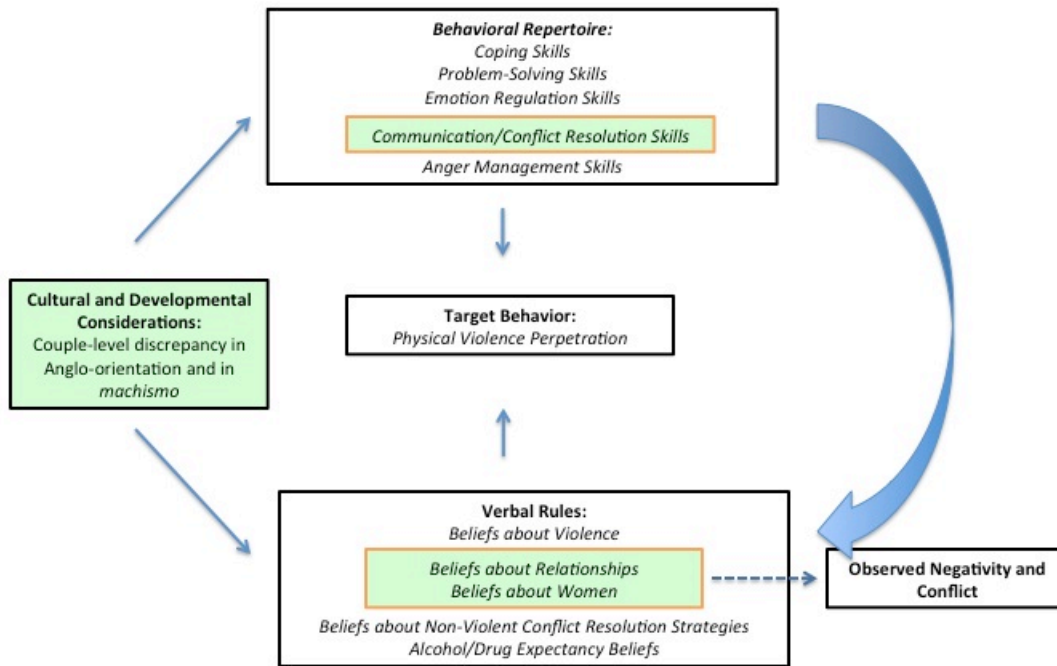 Behavioral Repertoire:
Coping Skills
Problem-Solving Skills
Emotion Regulation Skills
Communication/Conflict Resolution Skills
Anger Management Skills
Cultural and Developmental
Considerations:
Couple-level discrepancy in
Anglo-orientation and in
machismo
Target Behavior:
Physical Violence Perpetration
Verbal Rules:
Beliefs about Violence
Beliefs about Relationships
Beliefs about Women
Beliefs about Non-Violent Conflict Resolution Strategies
Alcohol/Drug Expectancy Beliefs
Observed Negativity and
Conflict